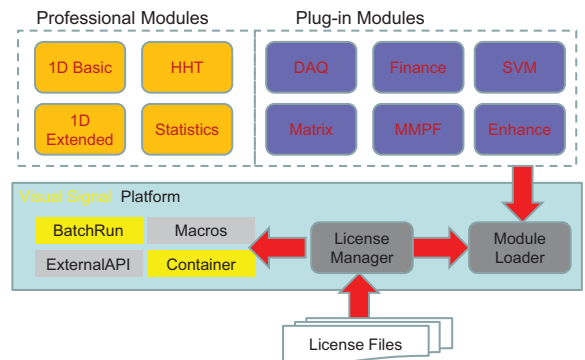 Professional Modules
Plug-in Modules
1D Basic
HHT
DAQ
Finance
SVM
1D
Extended
Statistics
Matrix
MMPF
Enhance
Visual Signal Platform
BatchRun
Macros
ExternalAPI
Container
License
Manager
Module
Loader
License Files